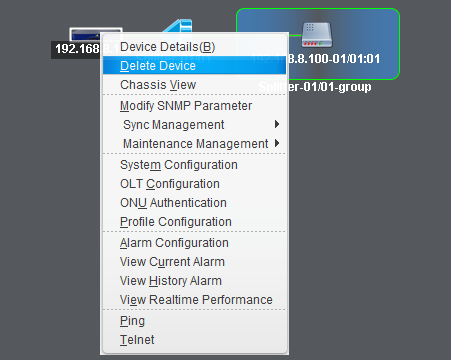 192.168.
8.8.100-01/01:01
-01/01-group
Device Details(B)
Delete Device
Chassis View
Modify SNMP Parameter
Sync Management
Maintenance Management
System Configuration
OLT Configuration
ONU Authentication
Profile Configuration
Alarm Configuration
View Current Alarm
View History Alarm
View Realtime Performance
Ping
Telnet